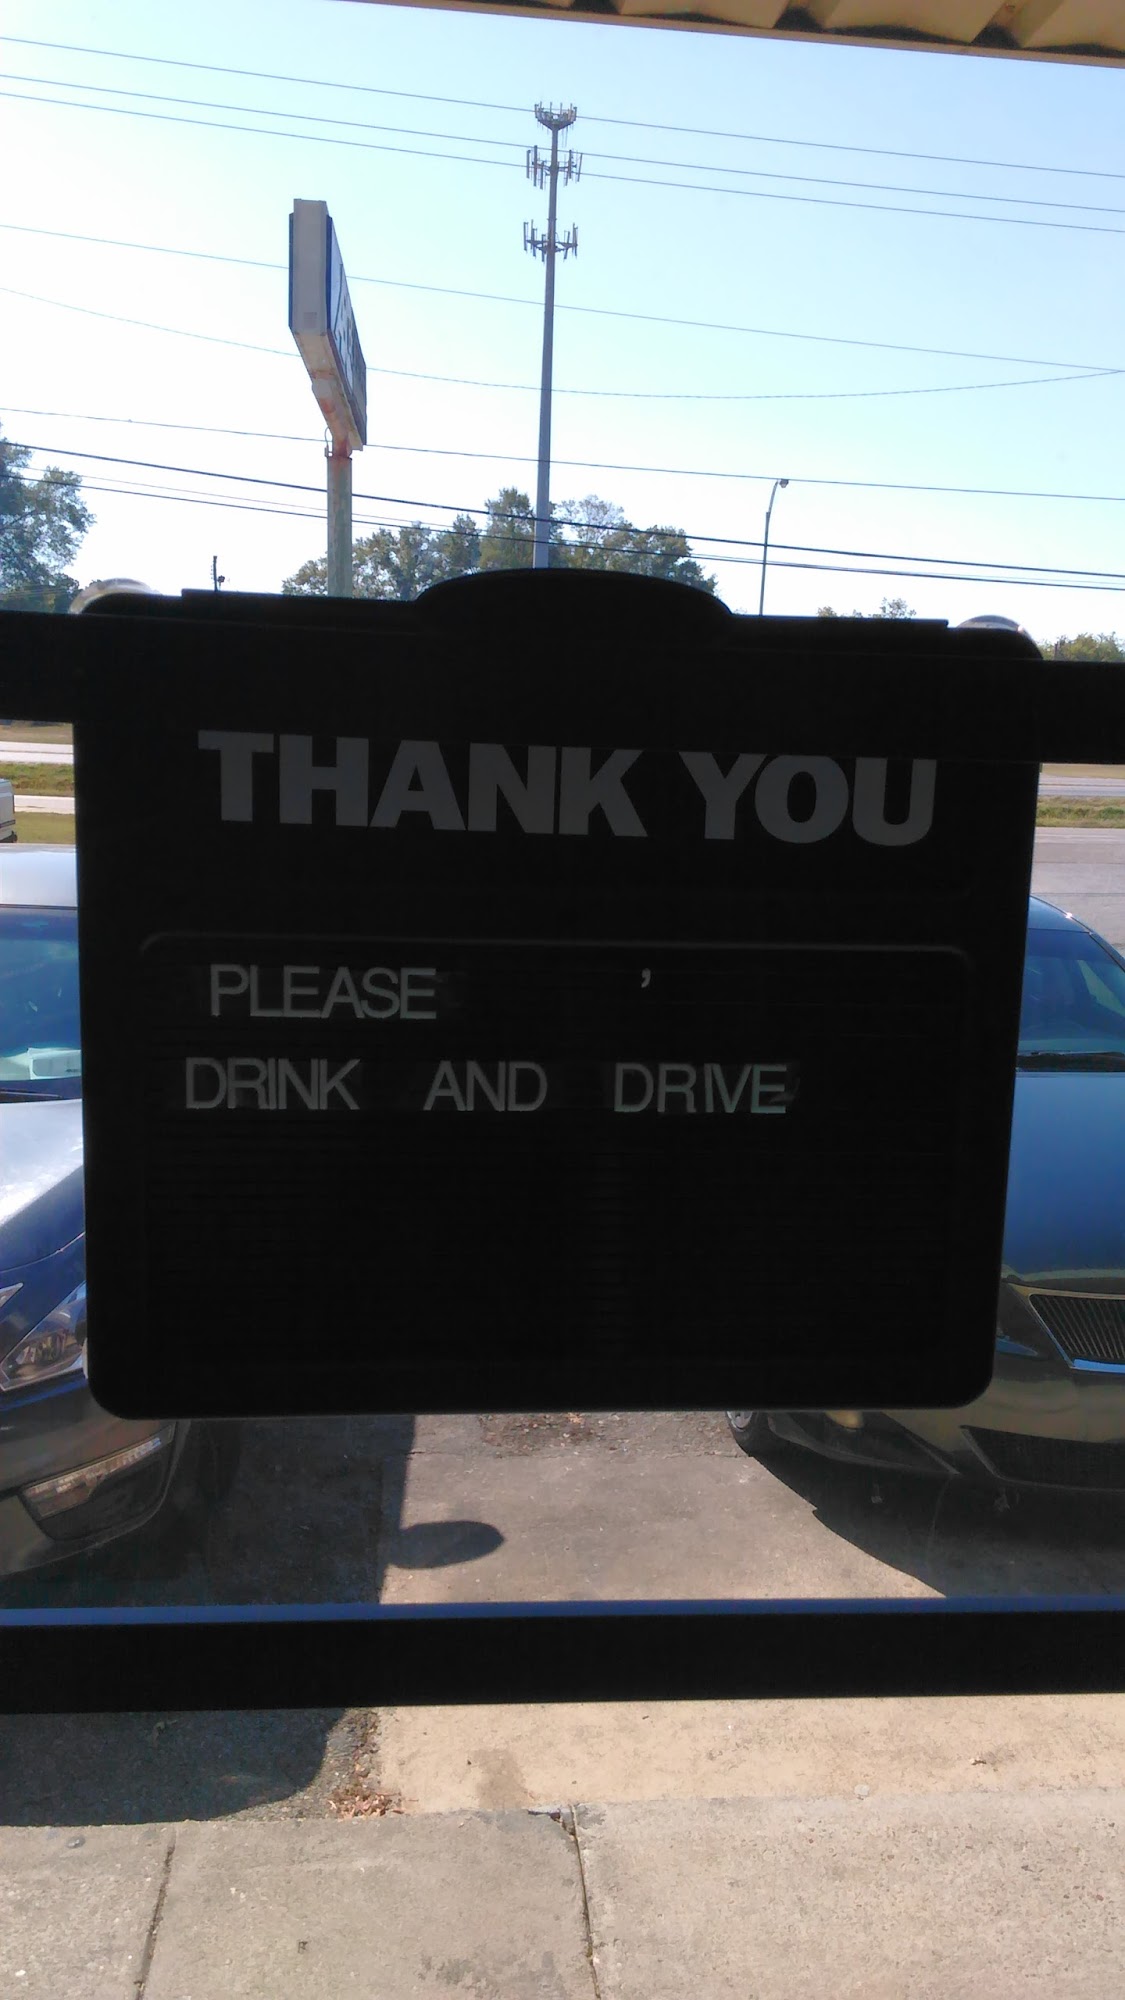 THANK YOU
PLEASE ’
DRINK AND DRIVE